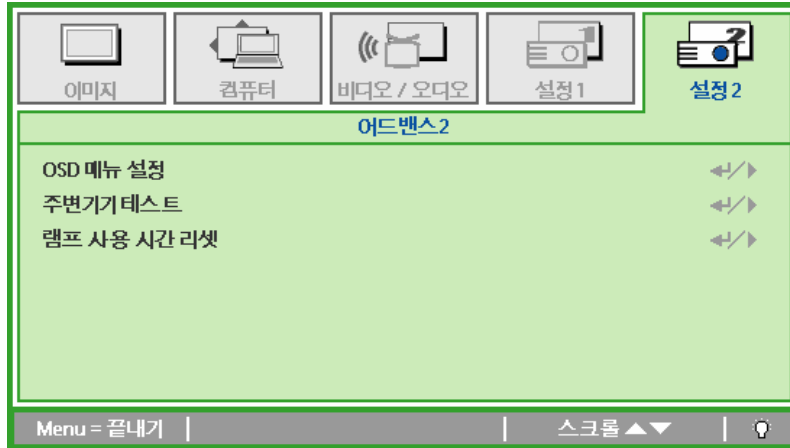 이미지
컴퓨터
비디오 / 오디오
설정 1
2
설정 2
어드밴스2
OSD 메뉴 설정
주변기기 테스트
램프 사용 시간 리셋
Menu = 끝내기
스크롤▲▼